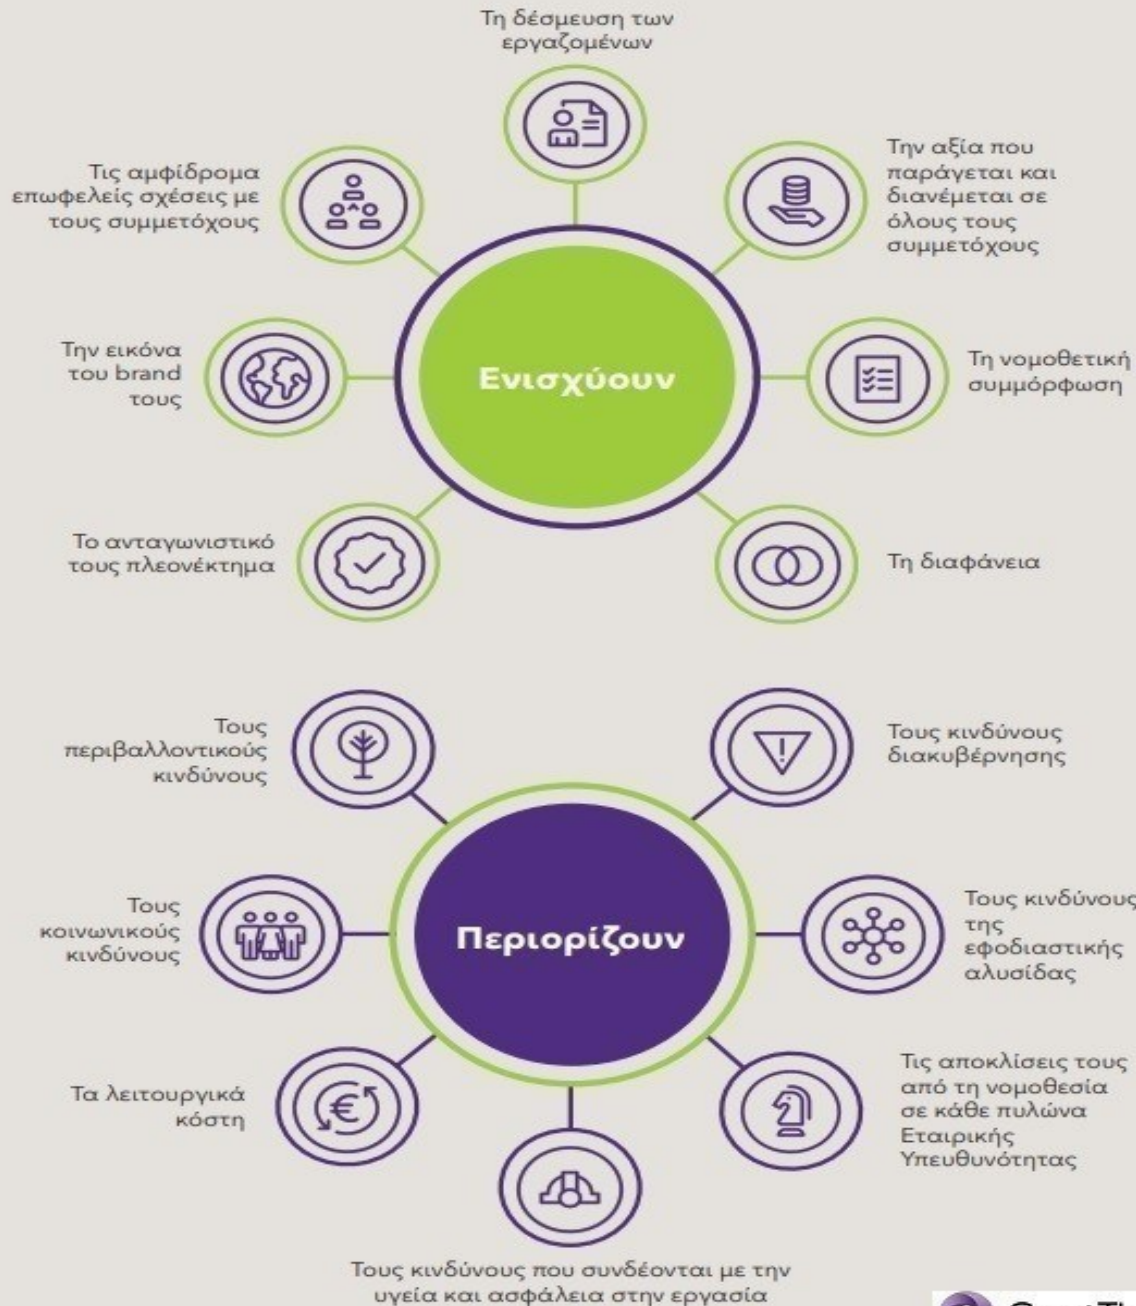 Τη δέσμευση των
εργαζομένων
Τις αμφίδρομα
επωφελείς σχέσεις με
τους συμμετόχους
Την αξία που
παράγεται και
διανέμεται σε
όλους τους
συμμετόχους
Την εικόνα
του brand
τους
Ενισχύουν
Τη νομοθετική
συμμόρφωση
Το ανταγωνιστικό
τους πλεονέκτημα
Τη διαφάνεια
Τους
περιβαλλοντικούς
κινδύνους
Τους κινδύνους
διακυβέρνησης
Τους
κοινωνικούς
κινδύνους
Περιορίζουν
Τους κινδύνους
της
εφοδιαστικής
αλυσίδας
Τα λειτουργικά
κόστη
Τις αποκλίσεις τους
από τη νομοθεσία
σε κάθε πυλώνα
Εταιρικής
Υπευθυνότητας
Τους κινδύνους που συνδέονται με την
υγεία και ασφάλεια στην εργασία